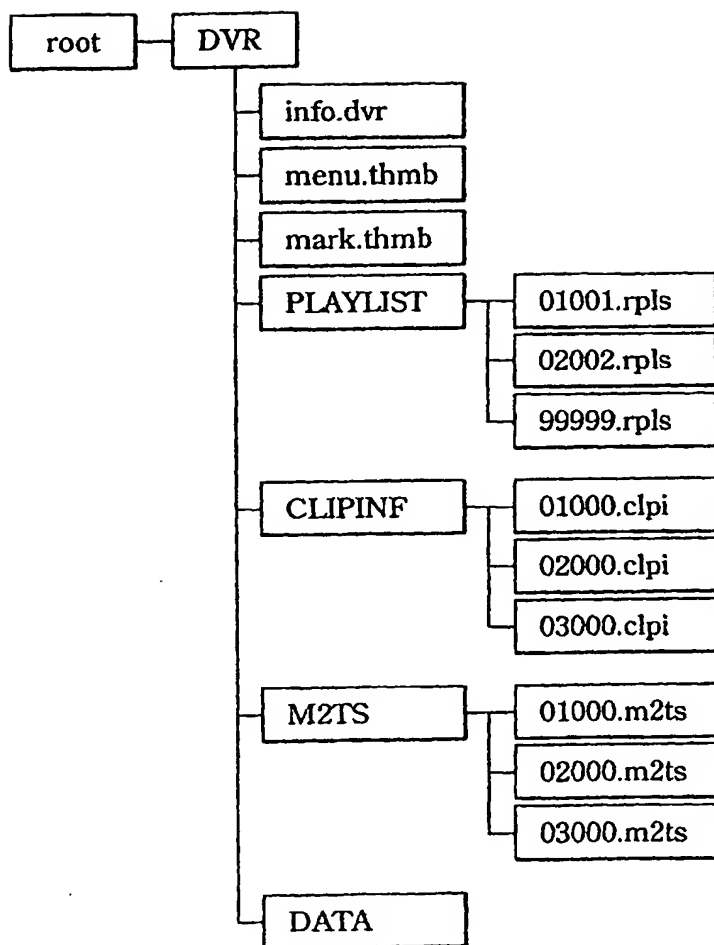 root
DVR
info.dvr
menu.thmb
mark.thmb
PLAYLIST
01001.rpls
02002.rpls
99999.rpls
CLIPINF
01000.clpi
02000.clpi
03000.clpi
M2TS
01000.m2ts
02000.m2ts
03000.m2ts
DATA